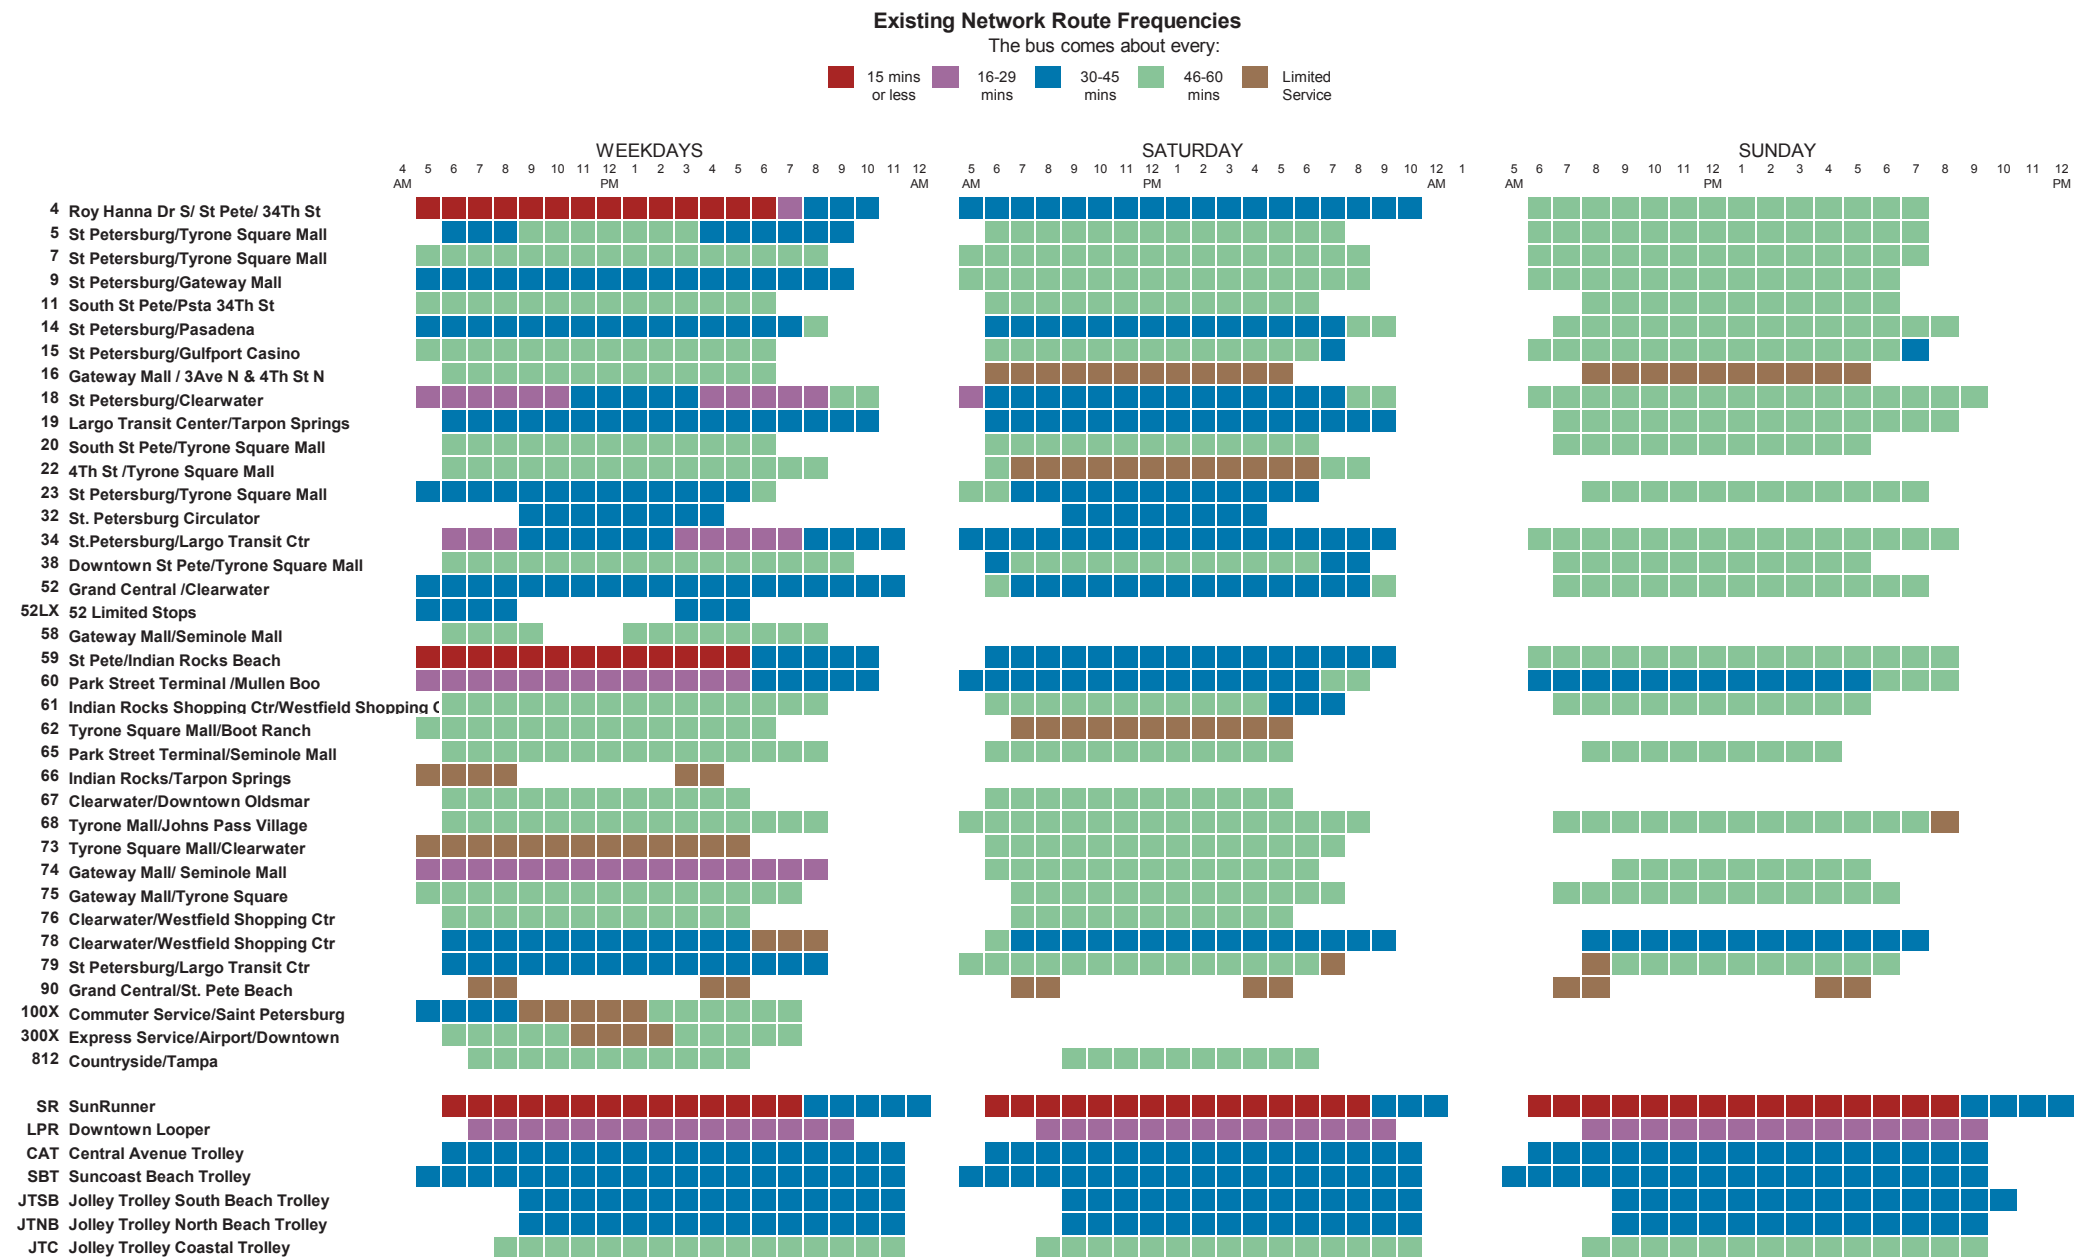 Existing Network Route Frequencies
The bus comes about every:
15 mins 16-29 30-45 46-60 Limited
or less mins mins mins Service
WEEKDAYS SATURDAY SUNDAY
4 5 6 7 8 9 10 11 12 1 2 3 4 5 6 7 8 9 10 11 12 5 6 7 8 9 10 11 12 1 2 3 4 5 6 7 8 9 10 12 1 5 6 7 8 9 10 11 12 1 2 3 4 5 6 7 8 9 10 11 12
AM PM AM AM PM AM AM PM PM
4 Roy Hanna Dr S/ St Pete/ 34Th St
5 St Petersburg/Tyrone Square Mall
7 St Petersburg/Tyrone Square Mall
9 St Petersburg/Gateway Mall
11 South St Pete/Psta 34Th St
14 St Petersburg/Pasadena
15 St Petersburg/Gulfport Casino
16 Gateway Mall / 3Ave N & 4Th St N
18 St Petersburg/Clearwater
19 Largo Transit Center/Tarpon Springs
20 South St Pete/Tyrone Square Mall
22 4Th St /Tyrone Square Mall
23 St Petersburg/Tyrone Square Mall
32 St. Petersburg Circulator
34 St.Petersburg/Largo Transit Ctr
38 Downtown St Pete/Tyrone Square Mall
52 Grand Central /Clearwater
52LX 52 Limited Stops
58 Gateway Mall/Seminole Mall
59 St Pete/Indian Rocks Beach
60 Park Street Terminal /Mullen Boo
61 Indian Rocks Shopping Ctr/Westfield Shopping C
62 Tyrone Square Mall/Boot Ranch
65 Park Street Terminal/Seminole Mall
66 Indian Rocks/Tarpon Springs
67 Clearwater/Downtown Oldsmar
68 Tyrone Mall/Johns Pass Village
73 Tyrone Square Mall/Clearwater
74 Gateway Mall/ Seminole Mall
75 Gateway Mall/Tyrone Square
76 Clearwater/Westfield Shopping Ctr
78 Clearwater/Westfield Shopping Ctr
79 St Petersburg/Largo Transit Ctr
90 Grand Central/St. Pete Beach
100X Commuter Service/Saint Petersburg
300X Express Service/Airport/Downtown
812 Countryside/Tampa
SR SunRunner
LPR Downtown Looper
CAT Central Avenue Trolley
SBT Suncoast Beach Trolley
JTSB Jolley Trolley South Beach Trolley
JTNB Jolley Trolley North Beach Trolley
JTC Jolley Trolley Coastal Trolley